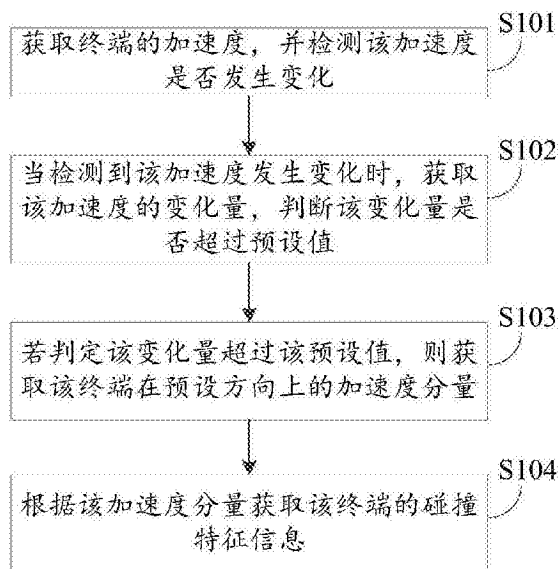 S101
获取终端的加速度，并检测该加速度
是否发生变化
S102
当检测到该加速度发生变化时，获取
该加速度的变化量，判断该变化量是
否超过预设值
S103
若判定该变化量超过该预设值，则获
取该终端在预设方向上的加速度分量
S104
根据该加速度分量获取该终端的碰撞
特征信息